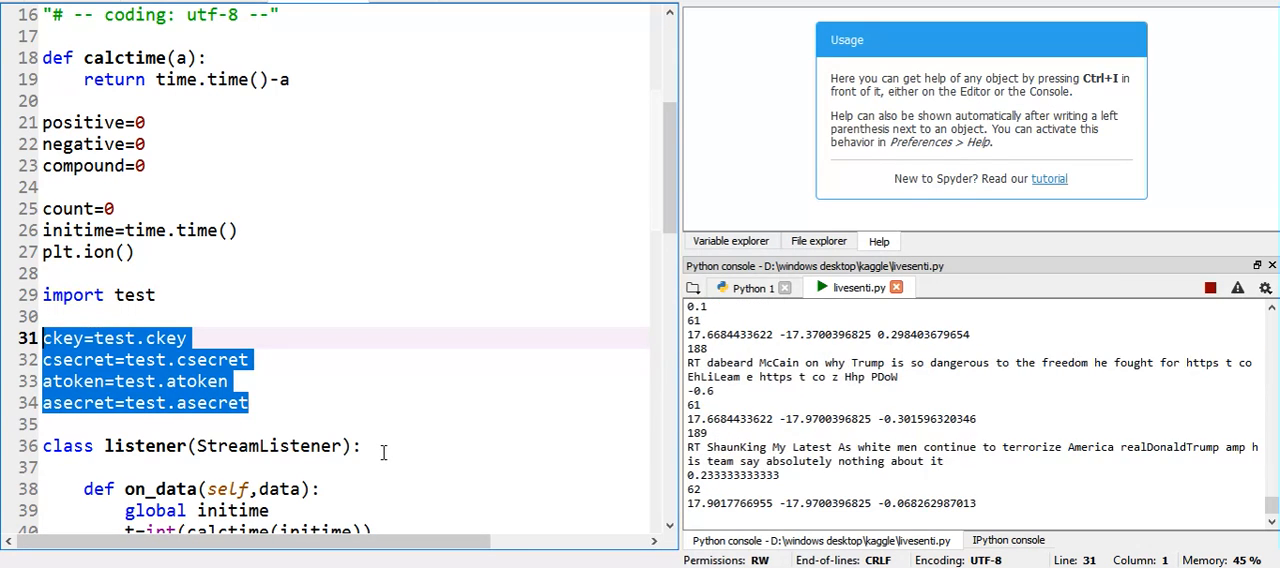 16 "# -- coding: utf-8 --"
17
18 def calctime(a):
19 return time.time()-a
20
21 positive=0
22 negative=0
23 compound=0
24
25 count=0
26 initime=time.time()
27 plt.ion()
28
29 import test
30
31 ckey=test.ckey
32 csecret=test.csecret
33 atoken=test.atoken
34 asecret=test.asecret
35
36 class listener(StreamListener):
37
38 def on_data(self,data):
39 global initime
40 t=int(calctime(initime))
Usage
Here you can get help of any object by pressing Ctrl+I in
front of it, either on the Editor or the Console.
Help can also be shown automatically after writing a left
parenthesis next to an object. You can activate this
behavior in Preferences > Help.
New to Spyder? Read our tutorial
Variable explorer File explorer Help
Python console - D:\windows desktop\kaggle\livesenti.py
Python 1 livesenti.py
0.1
61
17.6684433622 -17.3700396825 0.298403679654
188
RT dabeard McCain on why Trump is so dangerous to the freedom he fought for https t co
EhLiLeam e https t co z Hhp PDoW
-0.6
61
17.6684433622 -17.9700396825 -0.301596320346
189
RT ShaunKing My Latest As white men continue to terrorize America realDonaldTrump amp h
is team say absolutely nothing about it
0.233333333333
62
17.9017766955 -17.9700396825 -0.068262987013
Python console - D:\windows desktop\kaggle\livesenti.py IPython console
Permissions: RW End-of-lines: CRLF Encoding: UTF-8 Line: 31 Column: 1 Memory: 45 %